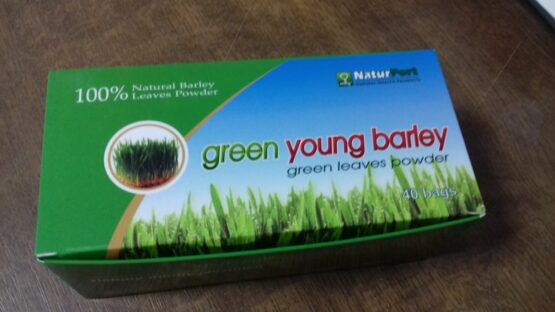 100% Natural Barley
Leaves Powder
NaturPort
green young barley
green leaves powder
40 bags